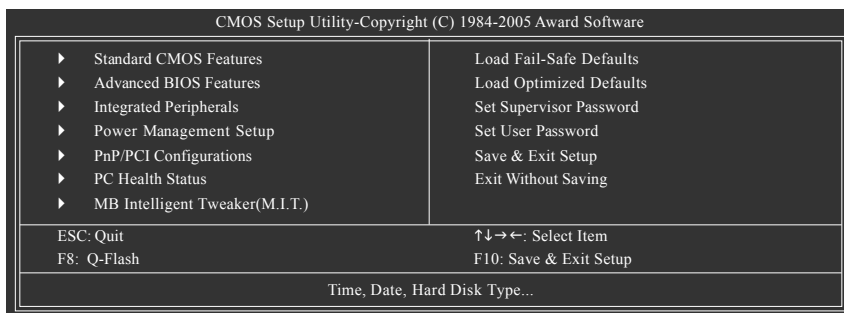 CMOS Setup Utility-Copyright (C) 1984-2005 Award Software
Standard CMOS Features
Advanced BIOS Features
Integrated Peripherals
Power Management Setup
PnP/PCI Configurations
PC Health Status
MB Intelligent Tweaker(M.I.T.)
Load Fail-Safe Defaults
Load Optimized Defaults
Set Supervisor Password
Set User Password
Save & Exit Setup
Exit Without Saving
ESC: Quit
↑↓→←: Select Item
F8: Q-Flash
F10: Save & Exit Setup
Time, Date, Hard Disk Type...